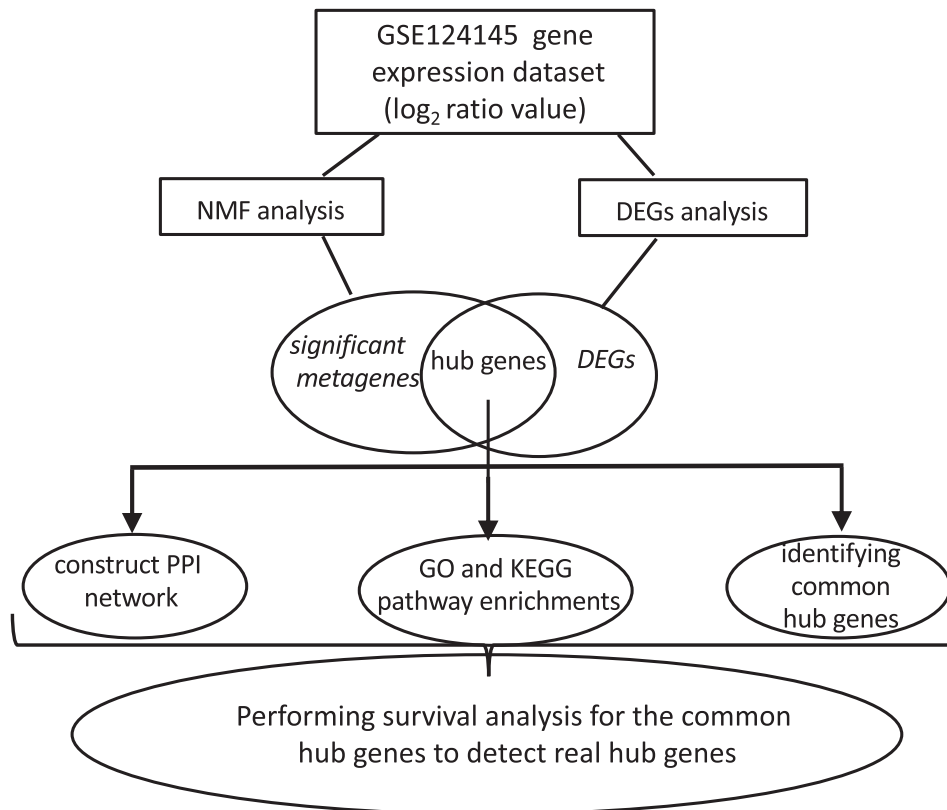 GSE124145 gene
expression dataset
(log₂ ratio value)
NMF analysis
DEGs analysis
significant
metagenes
hub genes
DEGs
construct PPI
network
GO and KEGG
pathway enrichments
identifying
common
hub genes
Performing survival analysis for the common
hub genes to detect real hub genes